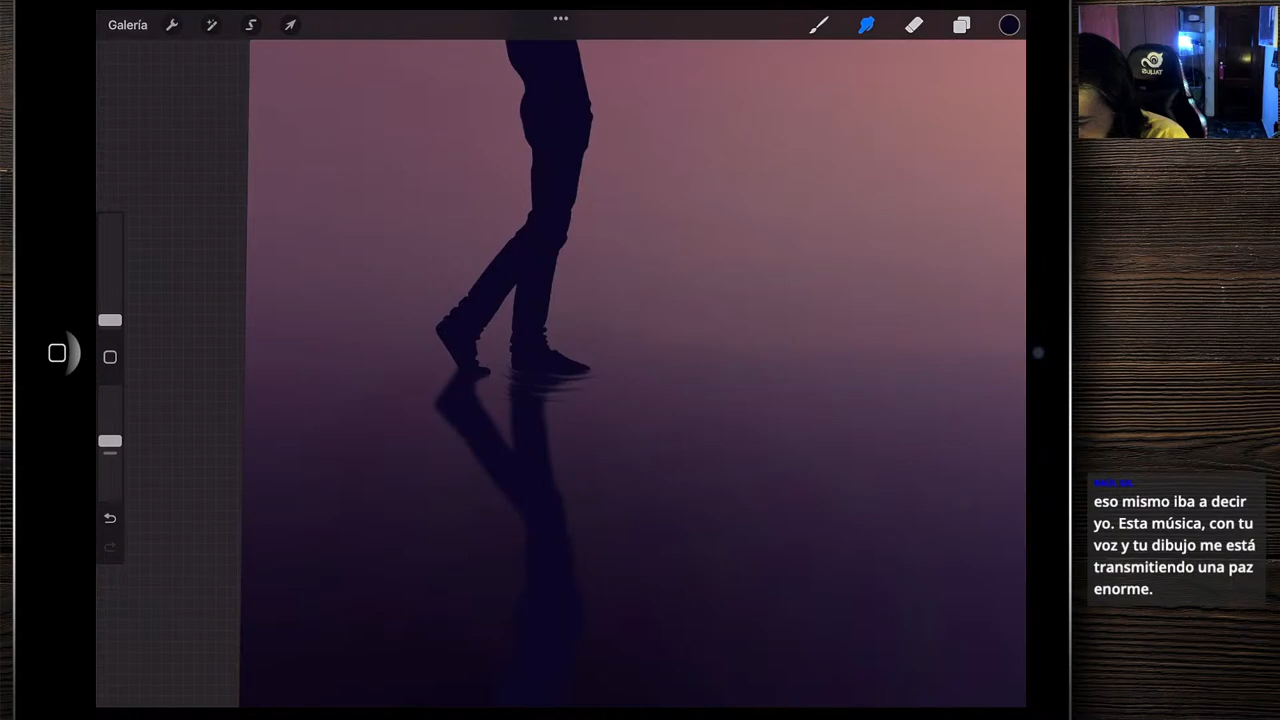 Galería
eso mismo iba a decir
yo. Esta música, con tu
voz y tu dibujo me está
transmitiendo una paz
enorme.